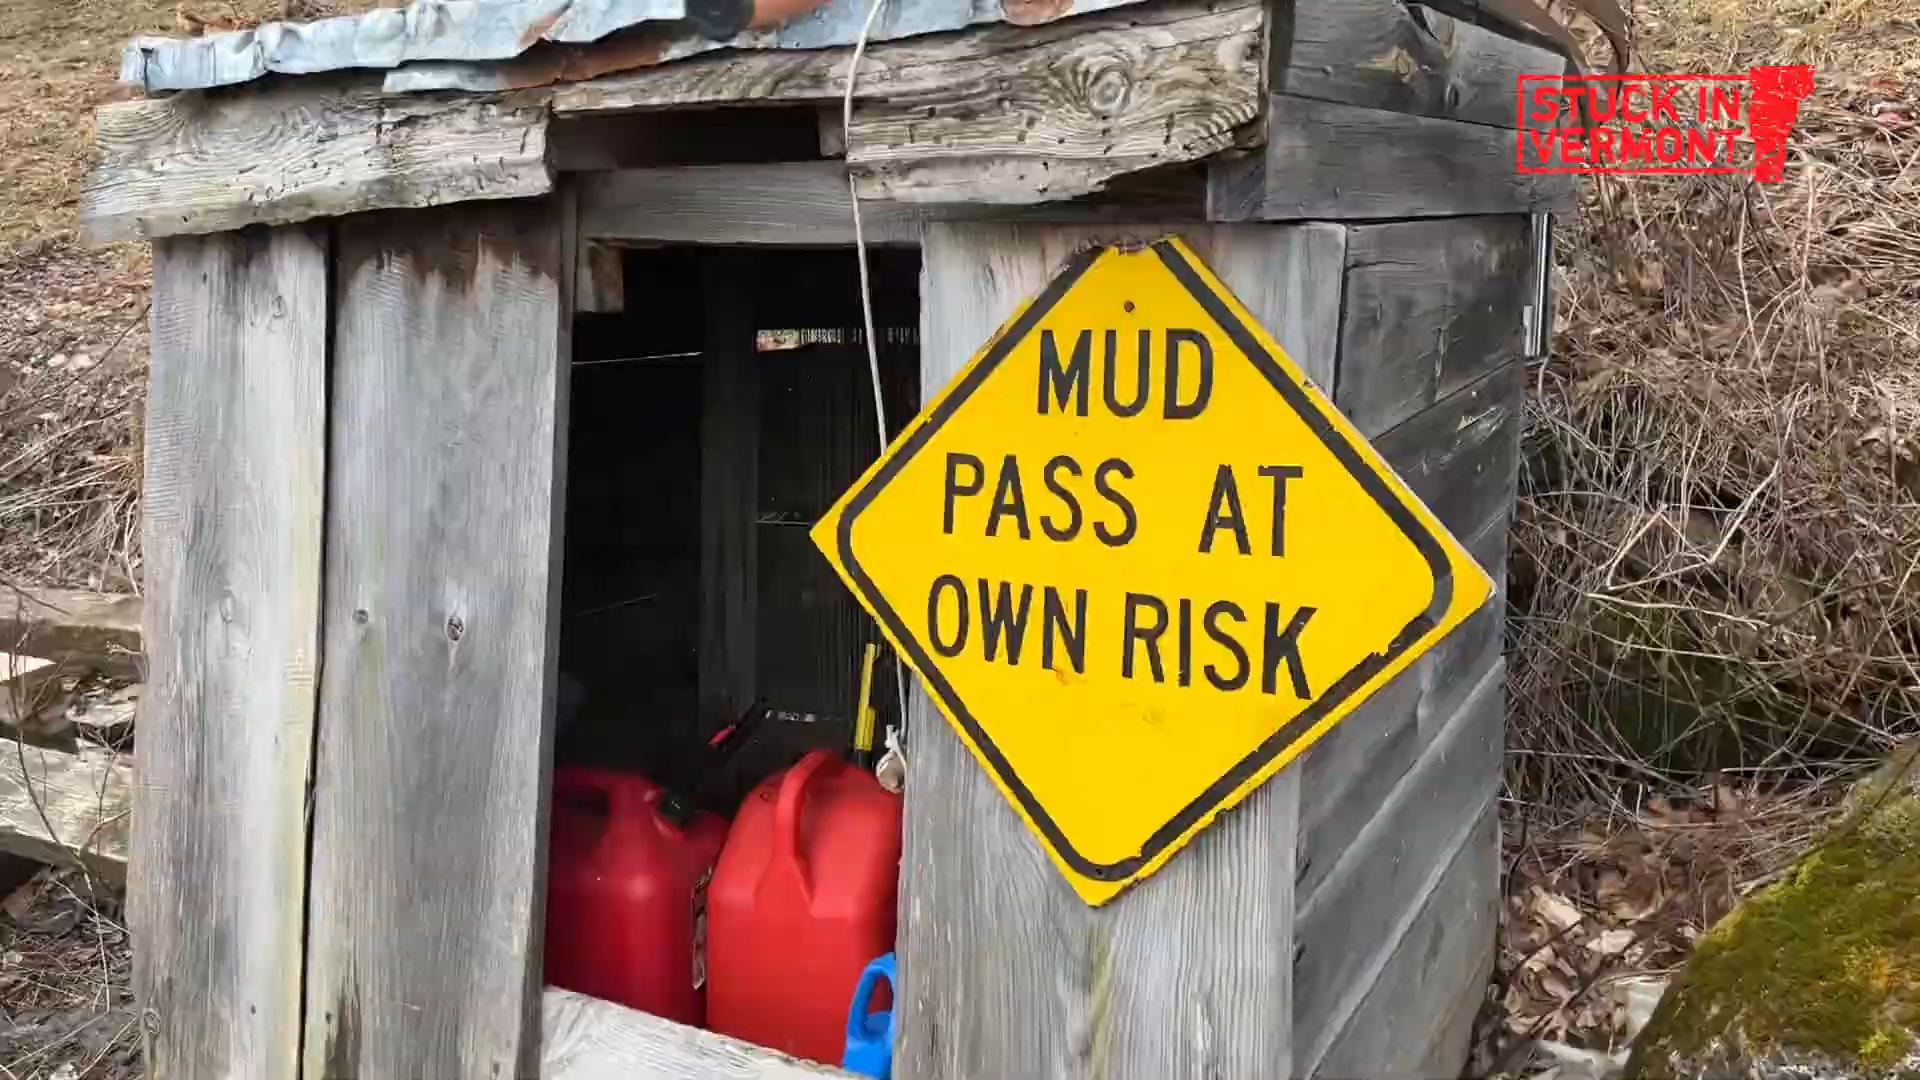 STUCK IN
VERMONT
MUD
PASS AT
OWN RISK